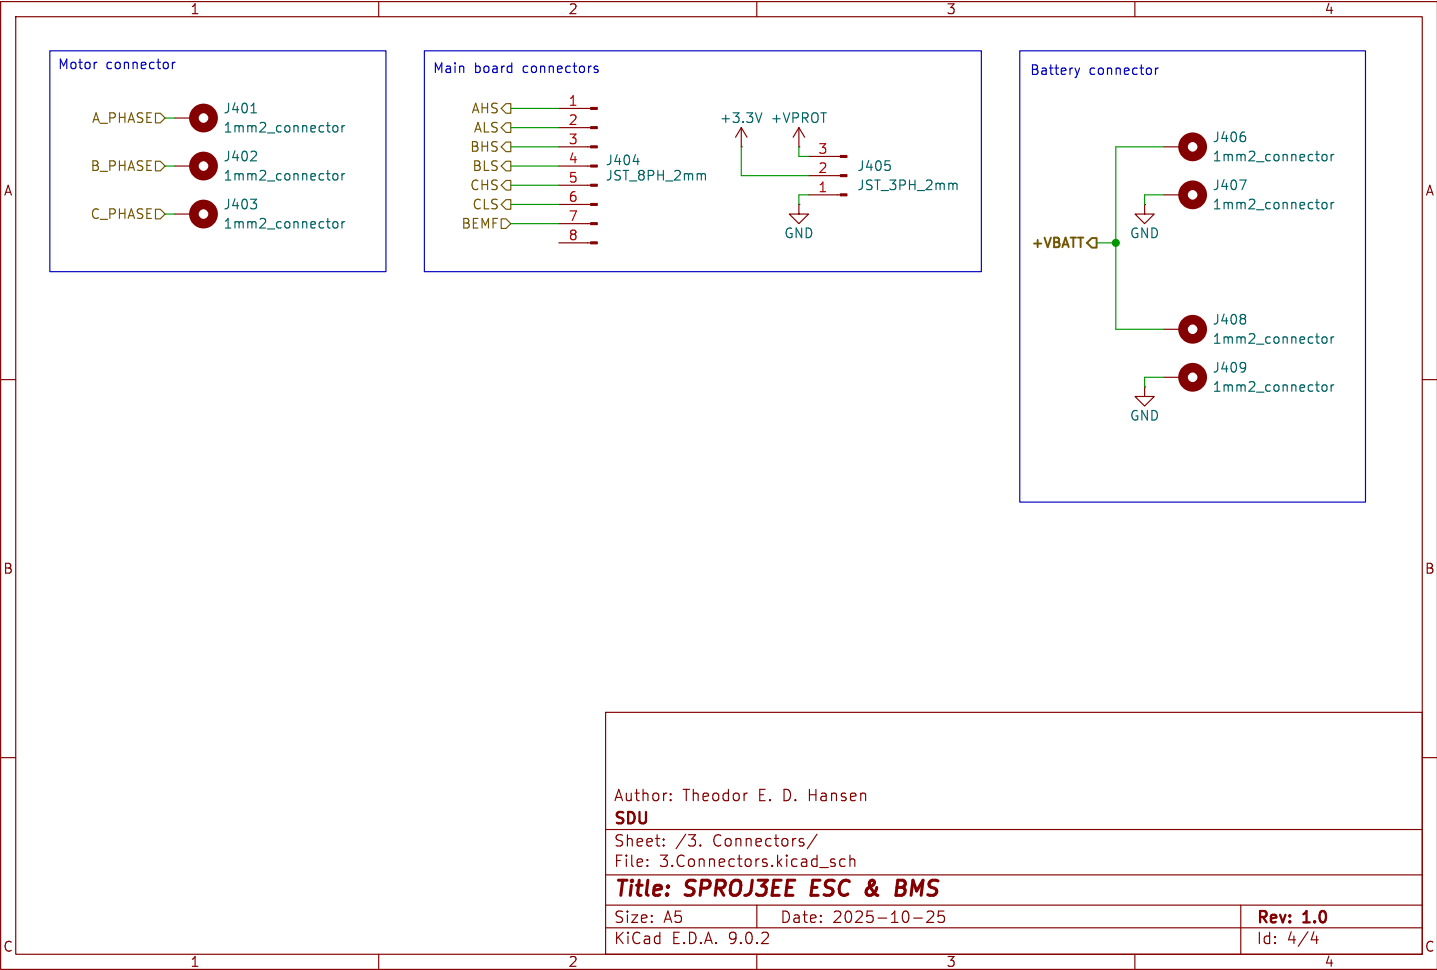 1 2 3 4
Motor connector
A_PHASE
J401
1mm2_connector
B_PHASE
J402
1mm2_connector
C_PHASE
J403
1mm2_connector
Main board connectors
AHS 1
ALS 2
BHS 3
BLS 4
CHS 5
CLS 6
BEMF 7
8
J404
JST_8PH_2mm
+3.3V +VPROT
3
2
1
J405
JST_3PH_2mm
GND
Battery connector
J406
1mm2_connector
J407
1mm2_connector
GND
+VBATT
J408
1mm2_connector
J409
1mm2_connector
GND
A A
B B
C C
Author: Theodor E. D. Hansen
SDU
Sheet: /3. Connectors/
File: 3.Connectors.kicad_sch
Title: SPROJ3EE ESC & BMS
Size: A5 Date: 2025-10-25 Rev: 1.0
KiCad E.D.A. 9.0.2 Id: 4/4
1 2 3 4